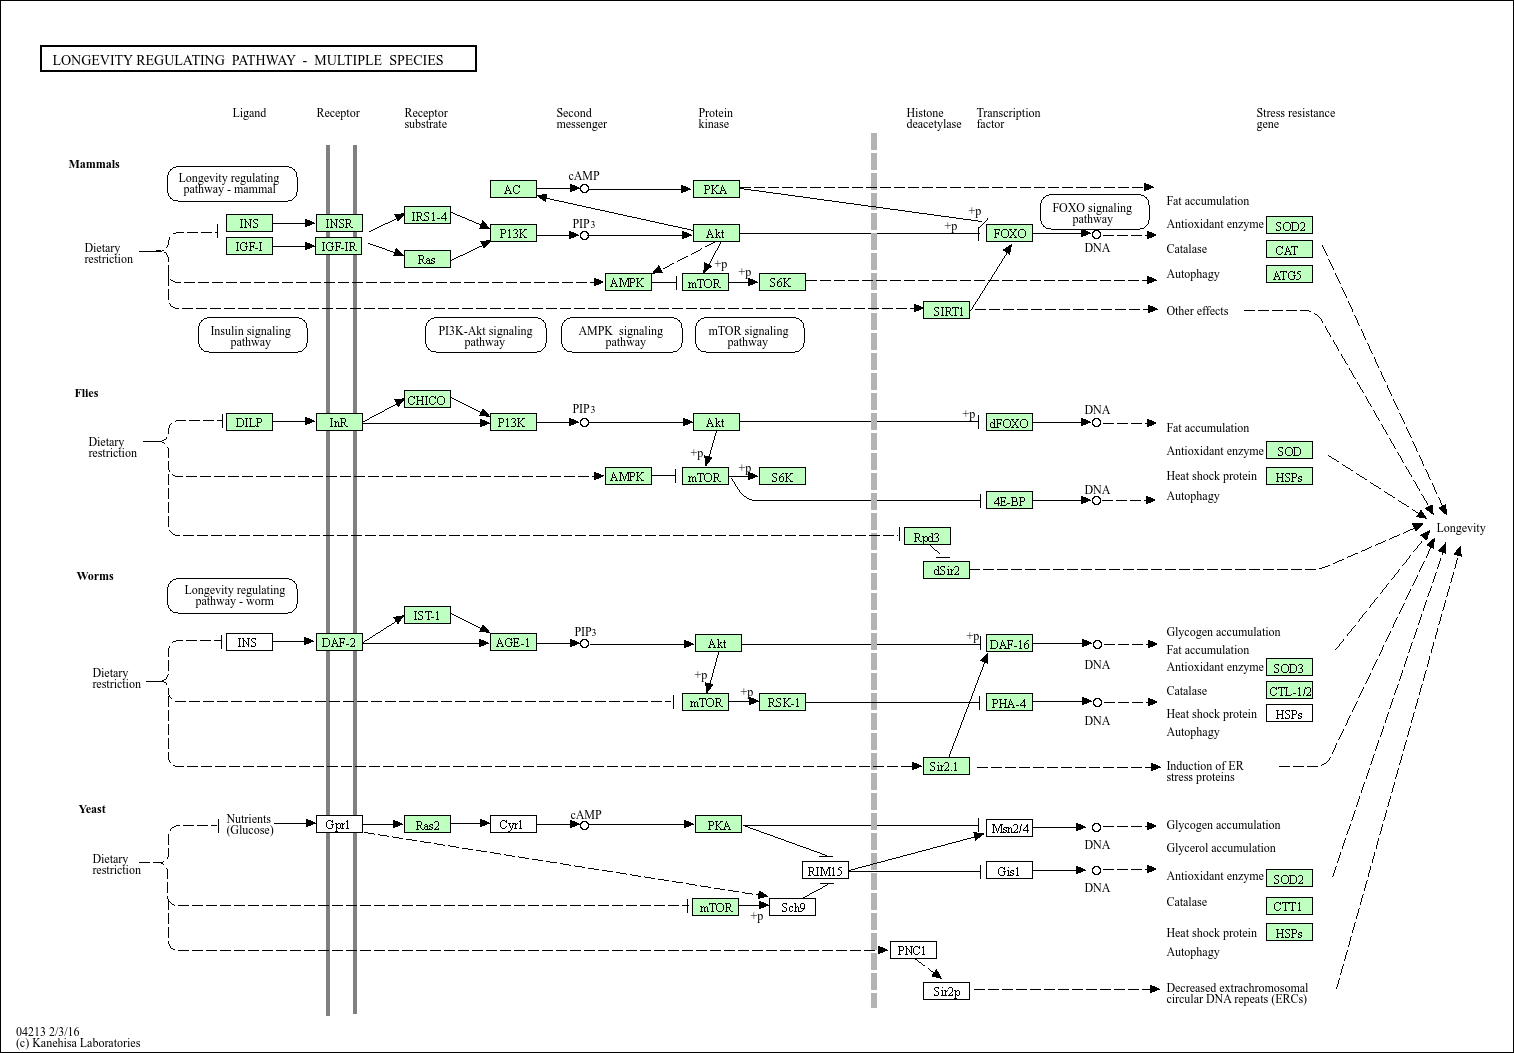 LONGEVITY REGULATING PATHWAY - MULTIPLE SPECIES
Ligand
Receptor
Receptor
substrate
Second
messenger
Protein
kinase
Histone
deacetylase
Transcription
factor
Stress resistance
gene
Mammals
Longevity regulating
pathway - mammal
AC
cAMP
PKA
INS
INSR
IRS1-4
P13K
PIP3
Akt
+p
+p
FOXO
FOXO signaling
pathway
DNA
Fat accumulation
Antioxidant enzyme
SOD2
Catalase
CAT
Autophagy
ATG5
Other effects
Dietary
restriction
IGF-I
IGF-IR
Ras
AMPK
+p
mTOR
+p
S6K
SIRT1
Insulin signaling
pathway
PI3K-Akt signaling
pathway
AMPK signaling
pathway
mTOR signaling
pathway
Flies
DILP
InR
CHICO
P13K
PIP3
Akt
+p
dFOXO
DNA
Fat accumulation
Antioxidant enzyme
SOD
Heat shock protein
HSPs
Autophagy
Dietary
restriction
AMPK
+p
mTOR
+p
S6K
4E-BP
DNA
Rpd3
dSir2
Longevity
Worms
Longevity regulating
pathway - worm
INS
DAF-2
IST-1
AGE-1
PIP3
Akt
+p
DAF-16
DNA
Glycogen accumulation
Fat accumulation
Antioxidant enzyme
SOD3
Catalase
CTL-1/2
Heat shock protein
HSPs
Autophagy
Dietary
restriction
+p
mTOR
+p
RSK-1
PHA-4
DNA
Sir2.1
Induction of ER
stress proteins
Yeast
Nutrients
(Glucose)
Gpr1
Ras2
Cyr1
cAMP
PKA
Msn2/4
DNA
Glycogen accumulation
Glycerol accumulation
Antioxidant enzyme
SOD2
Catalase
CTT1
Heat shock protein
HSPs
Autophagy
Dietary
restriction
RIM15
Gis1
DNA
mTOR
+p
Sch9
PNC1
Sir2p
Decreased extrachromosomal
circular DNA repeats (ERCs)
04213 2/3/16
(c) Kanehisa Laboratories